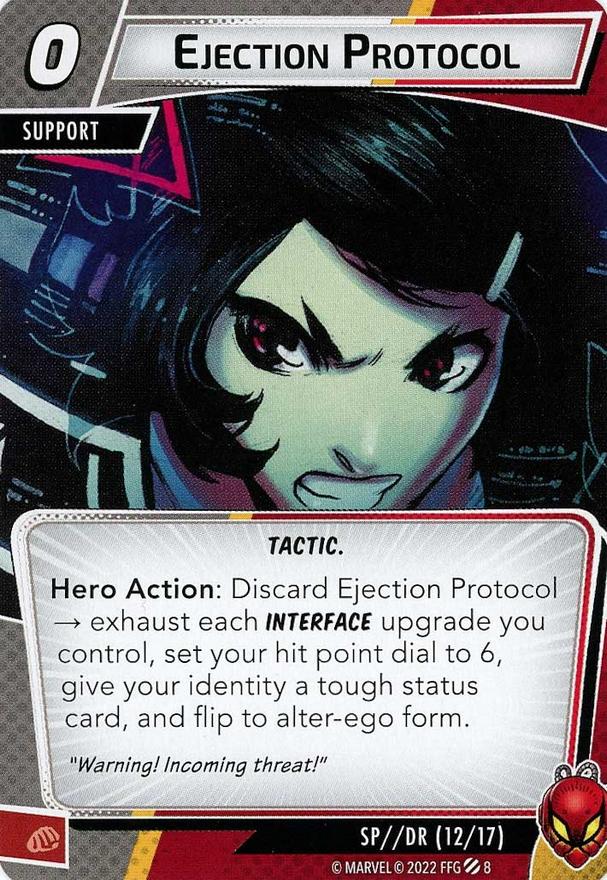 0
EJECTION PROTOCOL
SUPPORT
TACTIC.
Hero Action: Discard Ejection Protocol
→ exhaust each INTERFACE upgrade you
control, set your hit point dial to 6,
give your identity a tough status
card, and flip to alter-ego form.
"Warning! Incoming threat!"
SP//DR (12/17)
© MARVEL © 2022 FFG 8